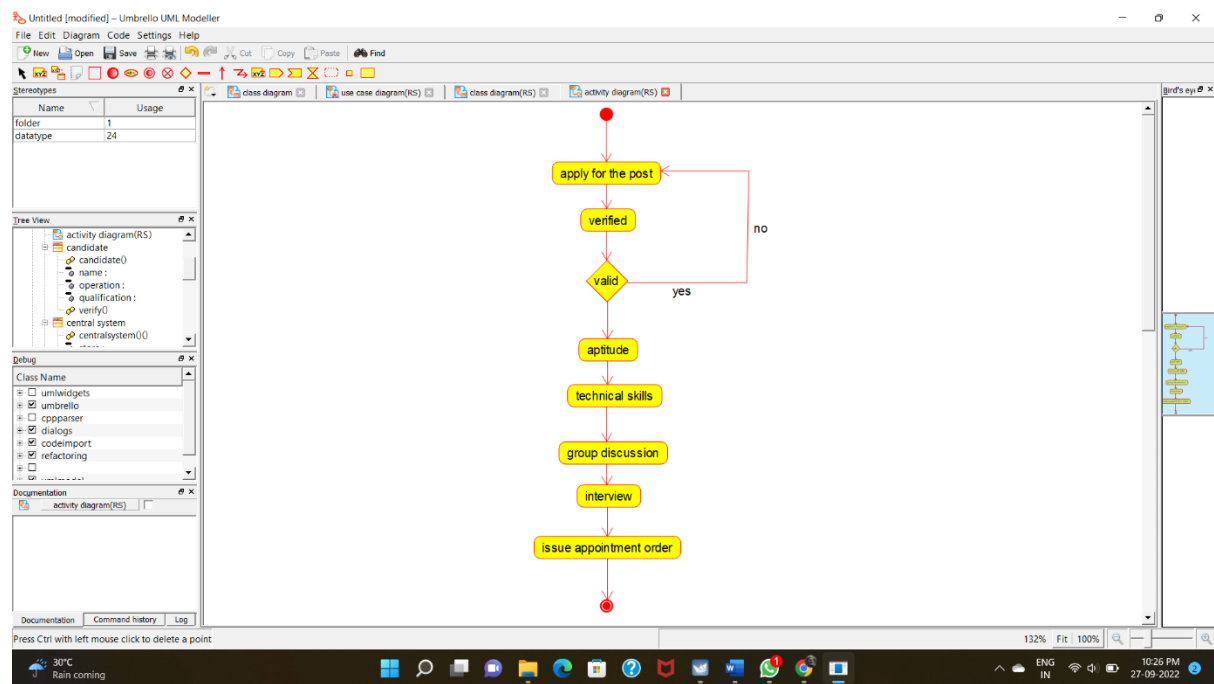 Untitled [modified] – Umbrello UML Modeller
File Edit Diagram Code Settings Help
New Open Save Cut Copy Paste Find
Stereotypes
Name Usage
folder 1
datatype 24
Tree View
activity diagram(RS)
candidate
candidate()
name :
operation :
qualification :
verify()
central system
centralsystem()()
Debug
Class Name
umlwidgets
umbrello
cppparser
dialogs
codeimport
refactoring
Documentation
activity diagram(RS)
Documentation Command history Log
class diagram use case diagram(RS) class diagram(RS) activity diagram(RS)
apply for the post
verified
no
valid
yes
aptitude
technical skills
group discussion
interview
issue appointment order
Bird's eye
Press Ctrl with left mouse click to delete a point
132% Fit 100%
30°C
Rain coming
ENG
IN
10:26 PM
27-09-2022
2